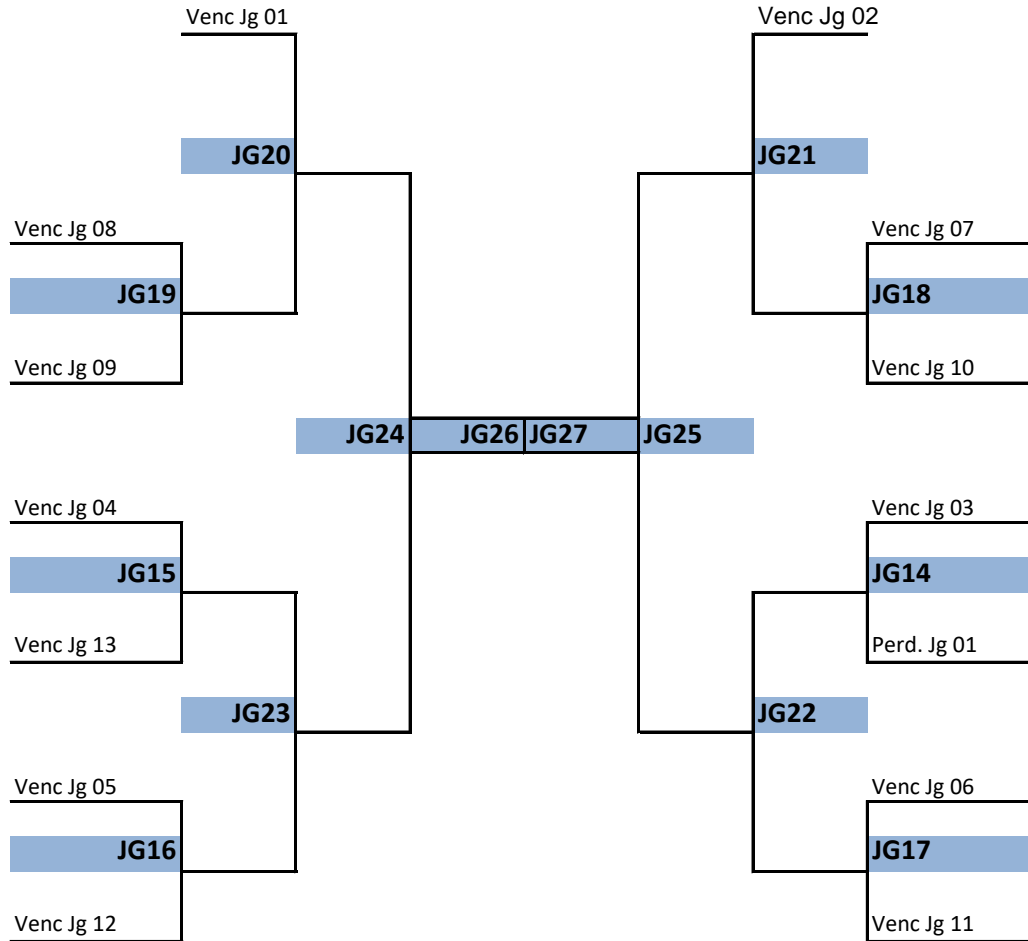 Venc Jg 01 Venc Jg 02
JG20 JG21
Venc Jg 08 Venc Jg 07
JG19 JG18
Venc Jg 09 Venc Jg 10
JG24 JG26 JG27 JG25
Venc Jg 04 Venc Jg 03
JG15 JG14
Venc Jg 13 Perd. Jg 01
JG23 JG22
Venc Jg 05 Venc Jg 06
JG16 JG17
Venc Jg 12 Venc Jg 11